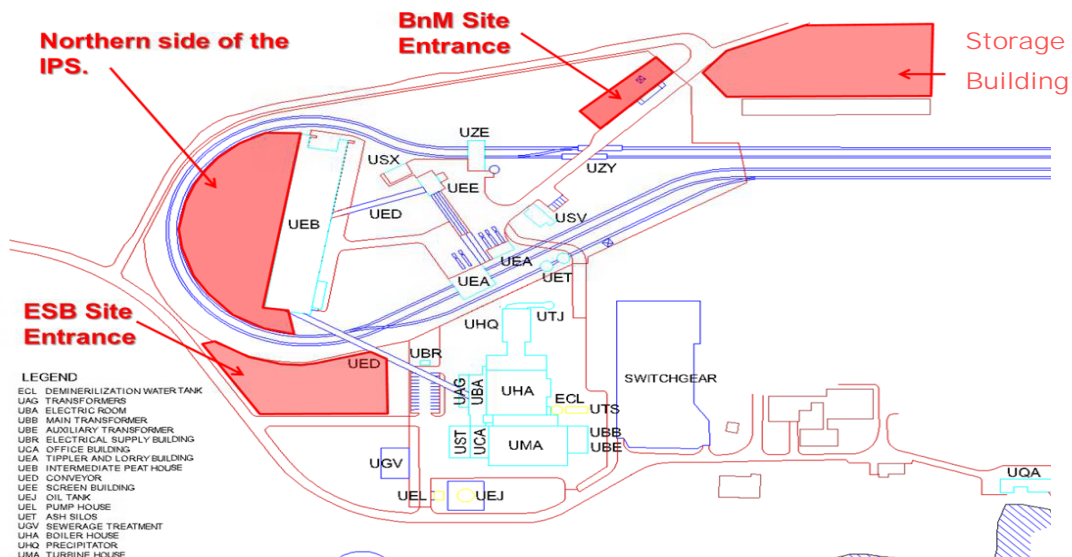 Northern side of the
IPS.
BnM Site
Entrance
Storage
Building
UZE
USX
UZY
UEE
UED
USV
UEB
UEA
UEA
UET
ESB Site
Entrance
UTJ
UHQ
UED
UBR
SWITCHGEAR
UAG
UBA
UHA
ECL
UTS
UST
UCA
UMA
UBB
UBE
UGV
UEL
UEJ
UQA
LEGEND
ECL DEMINERILIZATION WATER TANK
UAG TRANSFORMERS
UBA ELECTRIC ROOM
UBB MAIN TRANSFORMER
UBE AUXILIARY TRANSFORMER
UBR ELECTRICAL SUPPLY BUILDING
UCA OFFICE BUILDING
UEA TIPPLER AND LORRY BUILDING
UEB INTERMEDIATE PEAT HOUSE
UED CONVEYOR
UEE SCREEN BUILDING
UEJ OIL TANK
UEL PUMP HOUSE
UET ASH SILOS
UGV SEWERAGE TREATMENT
UHA BOILER HOUSE
UHQ PRECIPITATOR
UMA TURBINE HOUSE